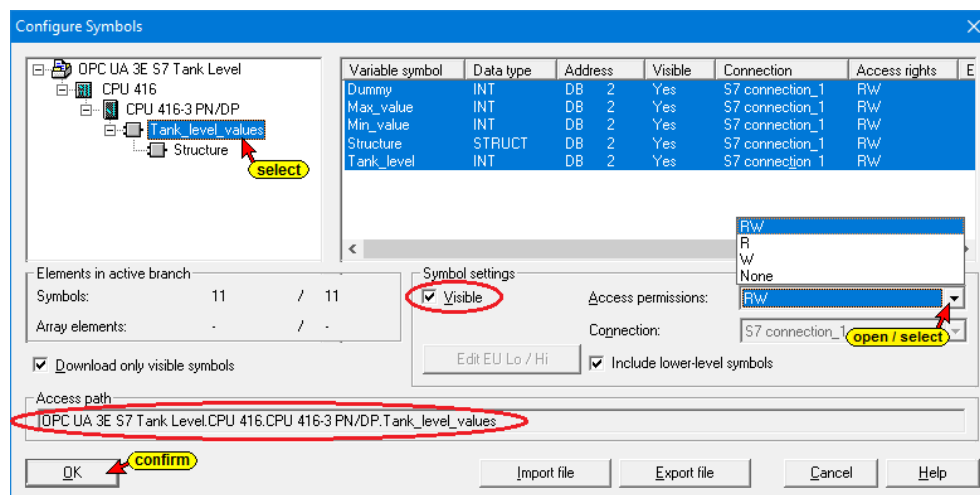 Configure Symbols
OPC UA 3E S7 Tank Level
CPU 416
CPU 416-3 PN/DP
Tank_level_values
Structure
select
Variable symbol Data type Address Visible Connection Access rights E
Dummy INT DB 2 Yes S7 connection_1 RW
Max_value INT DB 2 Yes S7 connection_1 RW
Min_value INT DB 2 Yes S7 connection_1 RW
Structure STRUCT DB 2 Yes S7 connection_1 RW
Tank_level INT DB 2 Yes S7 connection_1 RW
RW
R
W
None
Elements in active branch
Symbols: 11 / 11
Array elements: - / -
Download only visible symbols
Symbol settings
Visible
Access permissions: RW
Connection: S7 connection_1
open / select
Edit EU Lo / Hi
Include lower-level symbols
Access path
OPC UA 3E S7 Tank Level.CPU 416.CPU 416-3 PN/DP.Tank_level_values
OK
confirm
Import file
Export file
Cancel
Help